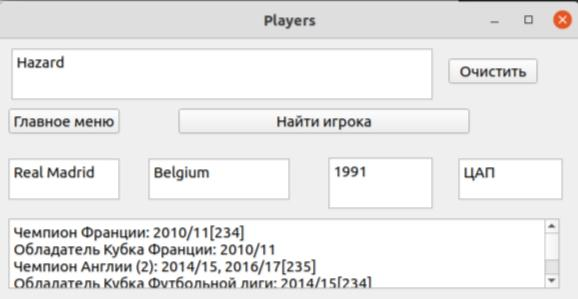 Players
Hazard
Очистить
Главное меню
Найти игрока
Real Madrid
Belgium
1991
ЦАП
Чемпион Франции: 2010/11[234]
Обладатель Кубка Франции: 2010/11
Чемпион Англии (2): 2014/15, 2016/17[235]
Обладатель Кубка Футбольной лиги: 2014/15[234]